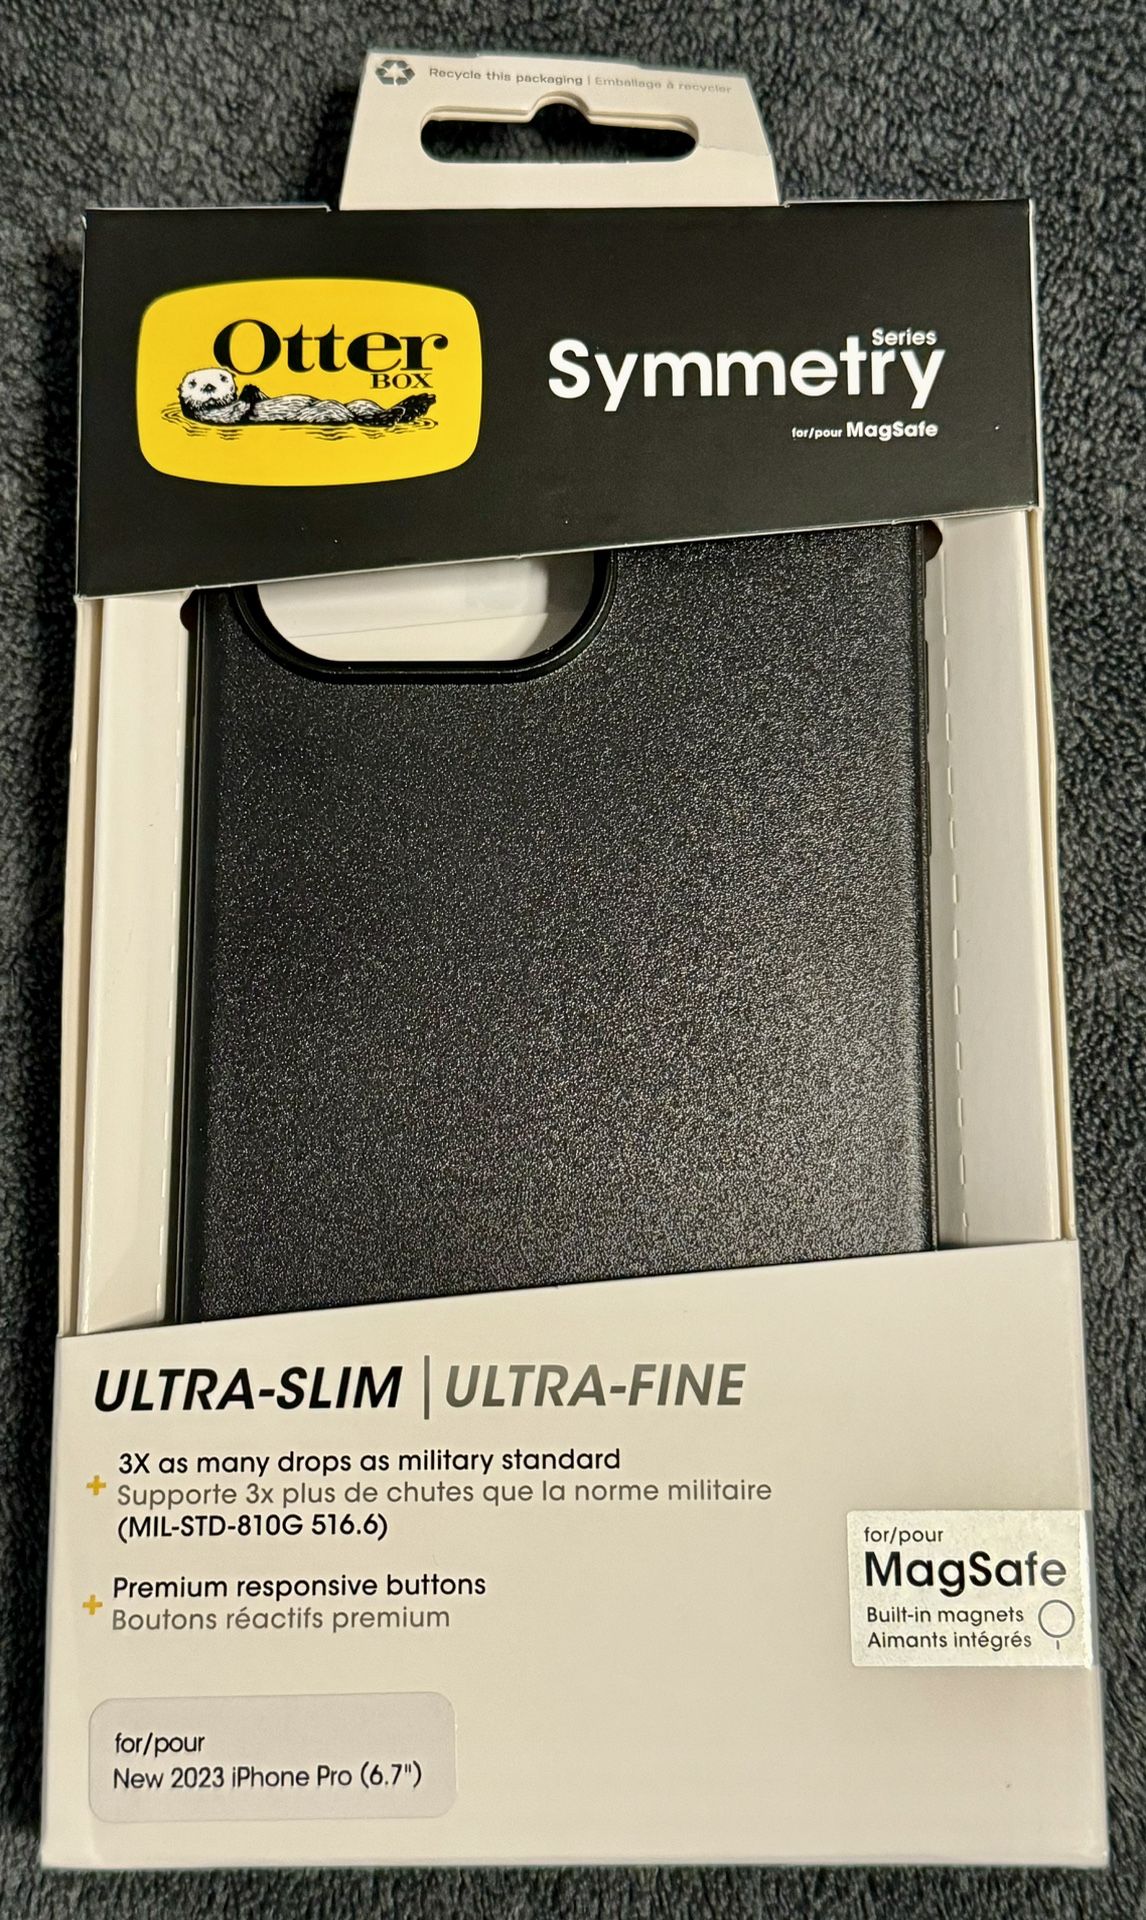 Recycle this packaging | Emballage à recycler
Otter
BOX
Series
Symmetry
for/pour MagSafe
ULTRA-SLIM | ULTRA-FINE
+ 3X as many drops as military standard
Supporte 3x plus de chutes que la norme militaire
(MIL-STD-810G 516.6)
+ Premium responsive buttons
Boutons réactifs premium
for/pour
MagSafe
Built-in magnets
Aimants intégrés
for/pour
New 2023 iPhone Pro (6.7")